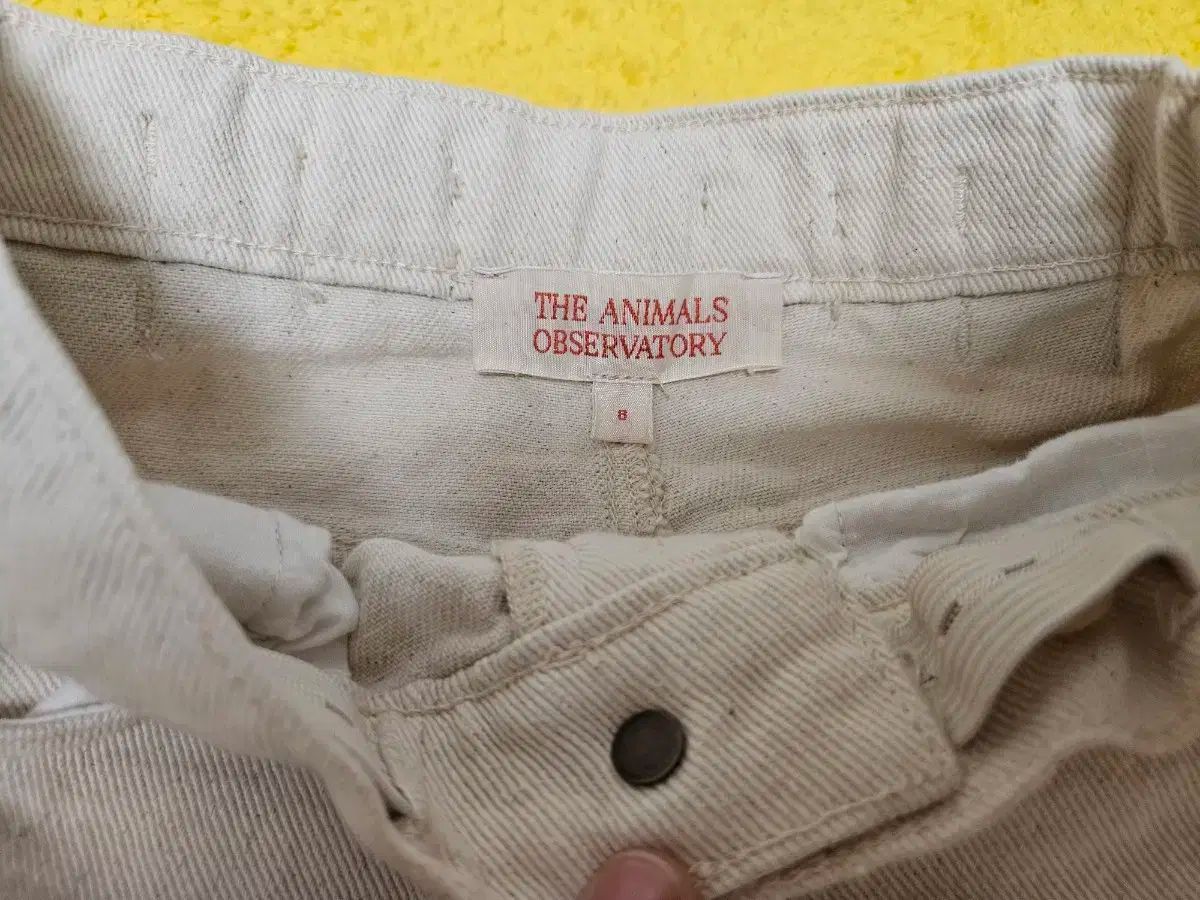 THE ANIMALS
OBSERVATORY
8